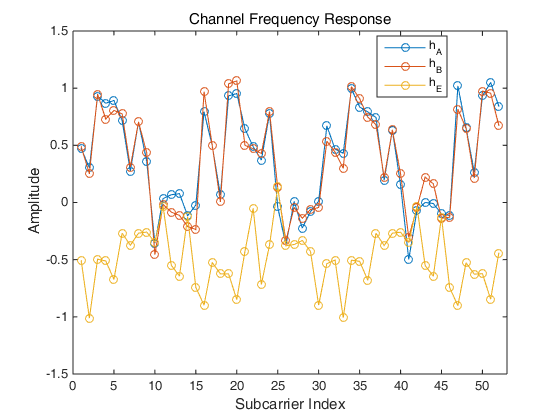 Channel Frequency Response
h_A
h_B
h_E
1.5
1
0.5
0
-0.5
-1
-1.5
Amplitude
0 5 10 15 20 25 30 35 40 45 50
Subcarrier Index